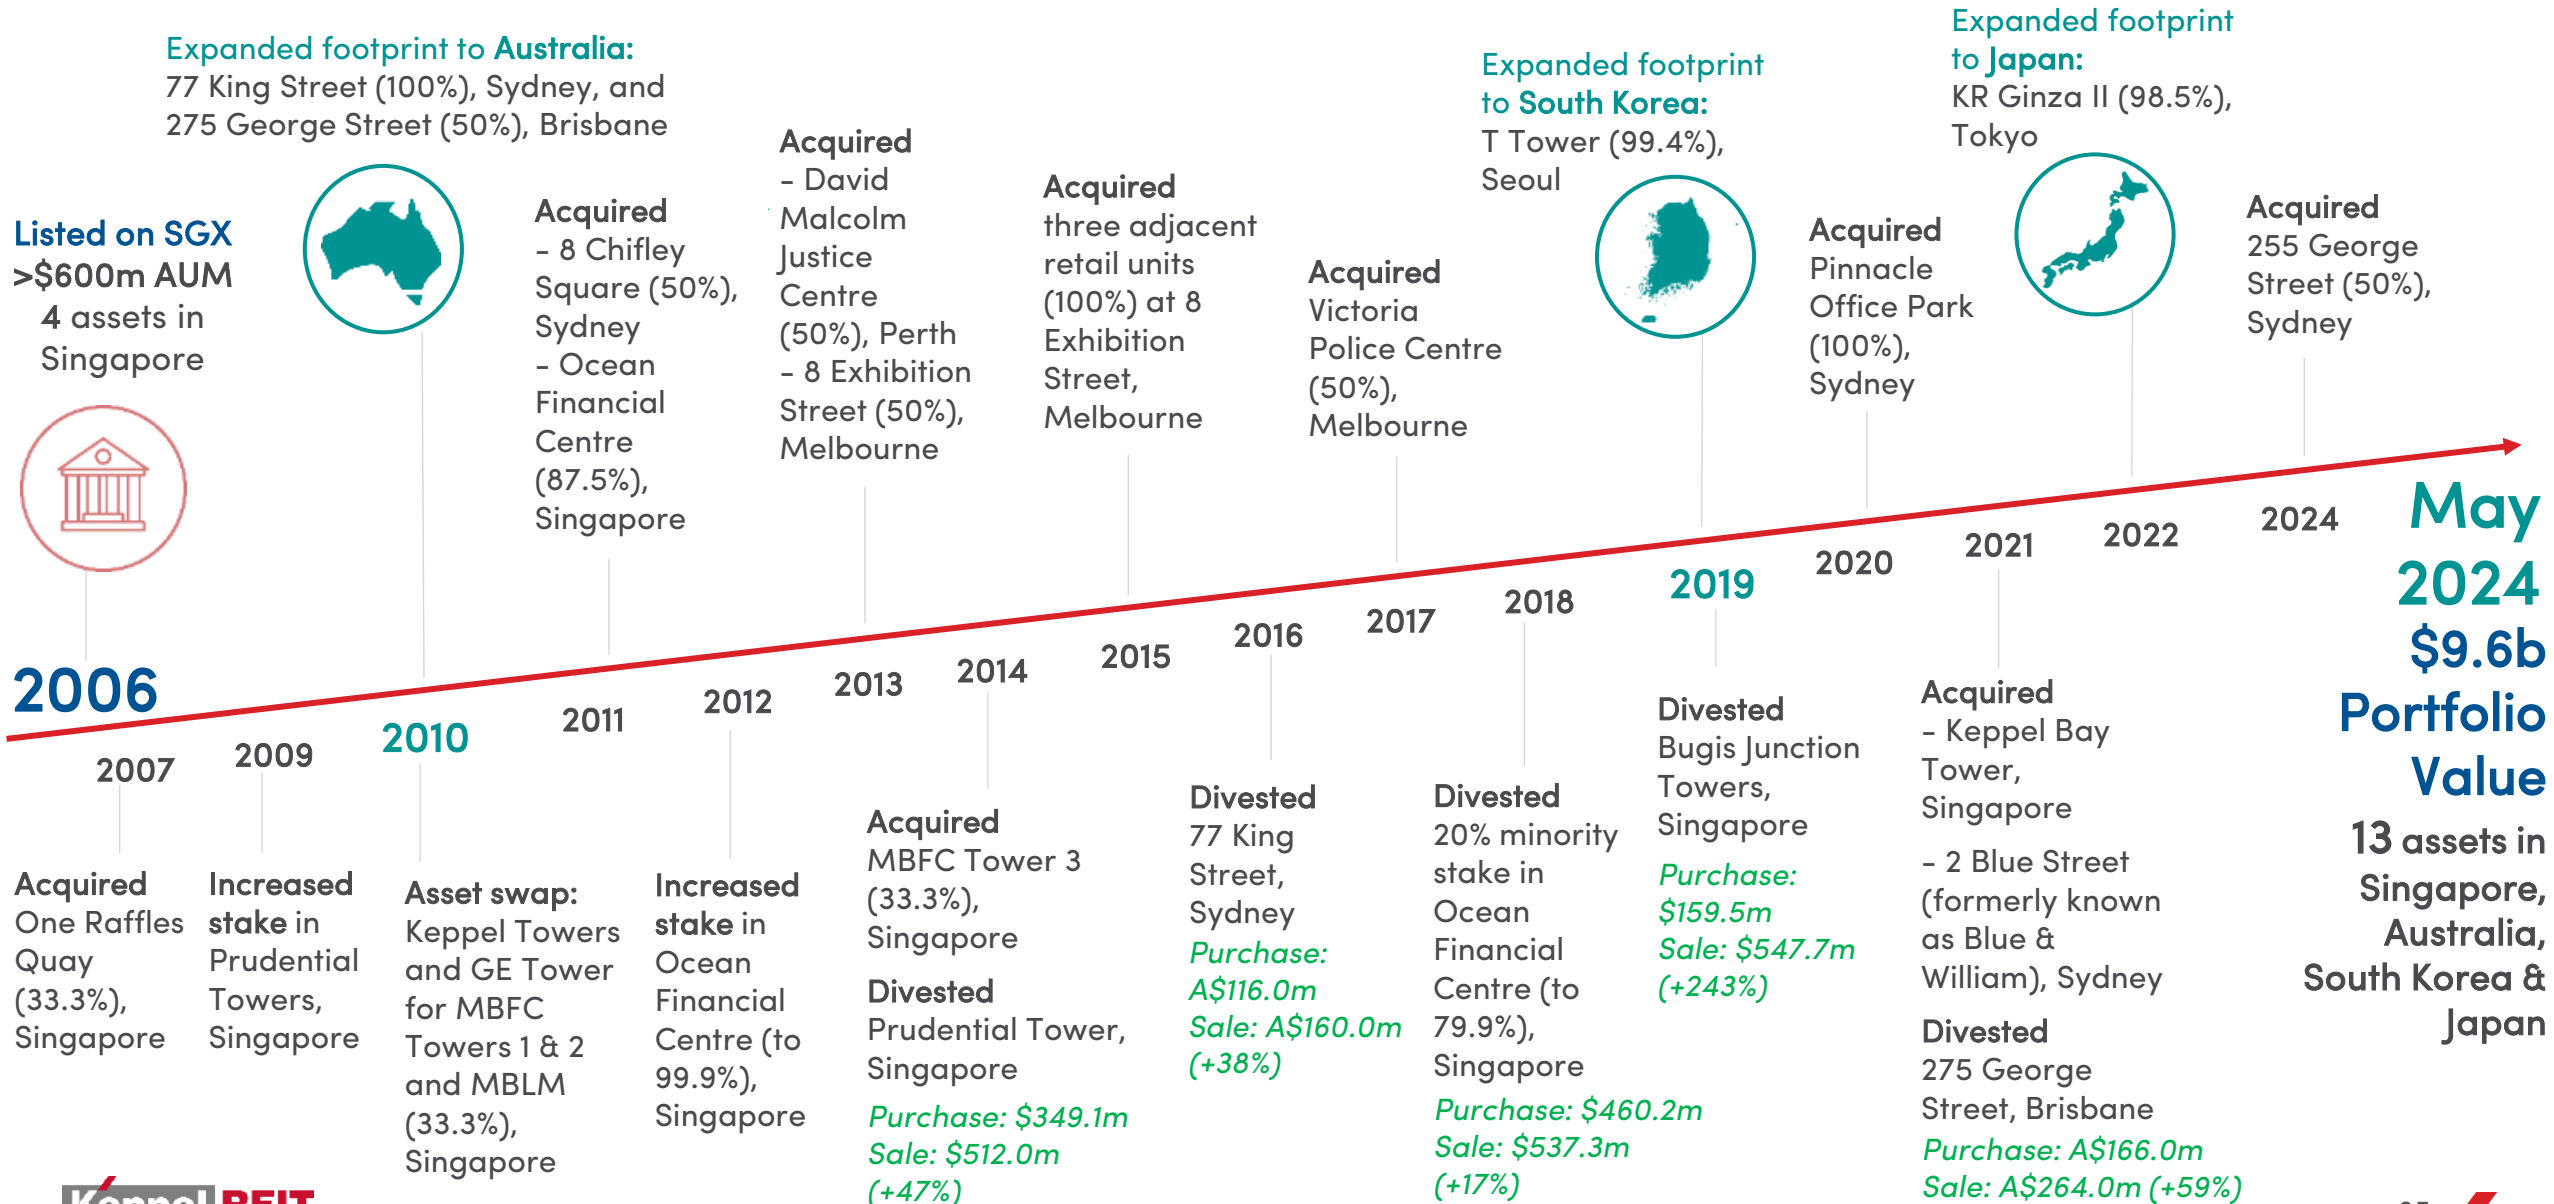 Expanded footprint to Australia:
77 King Street (100%), Sydney, and
275 George Street (50%), Brisbane
Expanded footprint
to South Korea:
T Tower (99.4%),
Seoul
Expanded footprint
to Japan:
KR Ginza II (98.5%),
Tokyo
Listed on SGX
>$600m AUM
4 assets in
Singapore
Acquired
- 8 Chifley
Square (50%),
Sydney
- Ocean
Financial
Centre
(87.5%),
Singapore
Acquired
- David
Malcolm
Justice
Centre
(50%), Perth
- 8 Exhibition
Street (50%),
Melbourne
Acquired
three adjacent
retail units
(100%) at 8
Exhibition
Street,
Melbourne
Acquired
Victoria
Police Centre
(50%),
Melbourne
Acquired
Pinnacle
Office Park
(100%),
Sydney
Acquired
255 George
Street (50%),
Sydney
2006
2007
2009
2010
2011
2012
2013
2014
2015
2016
2017
2018
2019
2020
2021
2022
2024
May
2024
$9.6b
Portfolio
Value
13 assets in
Singapore,
Australia,
South Korea &
Japan
Acquired
One Raffles
Quay
(33.3%),
Singapore
Increased
stake in
Prudential
Towers,
Singapore
Asset swap:
Keppel Towers
and GE Tower
for MBFC
Towers 1 & 2
and MBLM
(33.3%),
Singapore
Increased
stake in
Ocean
Financial
Centre (to
99.9%),
Singapore
Acquired
MBFC Tower 3
(33.3%),
Singapore
Divested
Prudential Tower,
Singapore
Purchase: $349.1m
Sale: $512.0m
(+47%)
Divested
77 King
Street,
Sydney
Purchase:
A$116.0m
Sale: A$160.0m
(+38%)
Divested
20% minority
stake in
Ocean
Financial
Centre (to
79.9%),
Singapore
Purchase: $460.2m
Sale: $537.3m
(+17%)
Divested
Bugis Junction
Towers,
Singapore
Purchase:
$159.5m
Sale: $547.7m
(+243%)
Acquired
- Keppel Bay
Tower,
Singapore
- 2 Blue Street
(formerly known
as Blue &
William), Sydney
Divested
275 George
Street, Brisbane
Purchase: A$166.0m
Sale: A$264.0m (+59%)
Keppel REIT